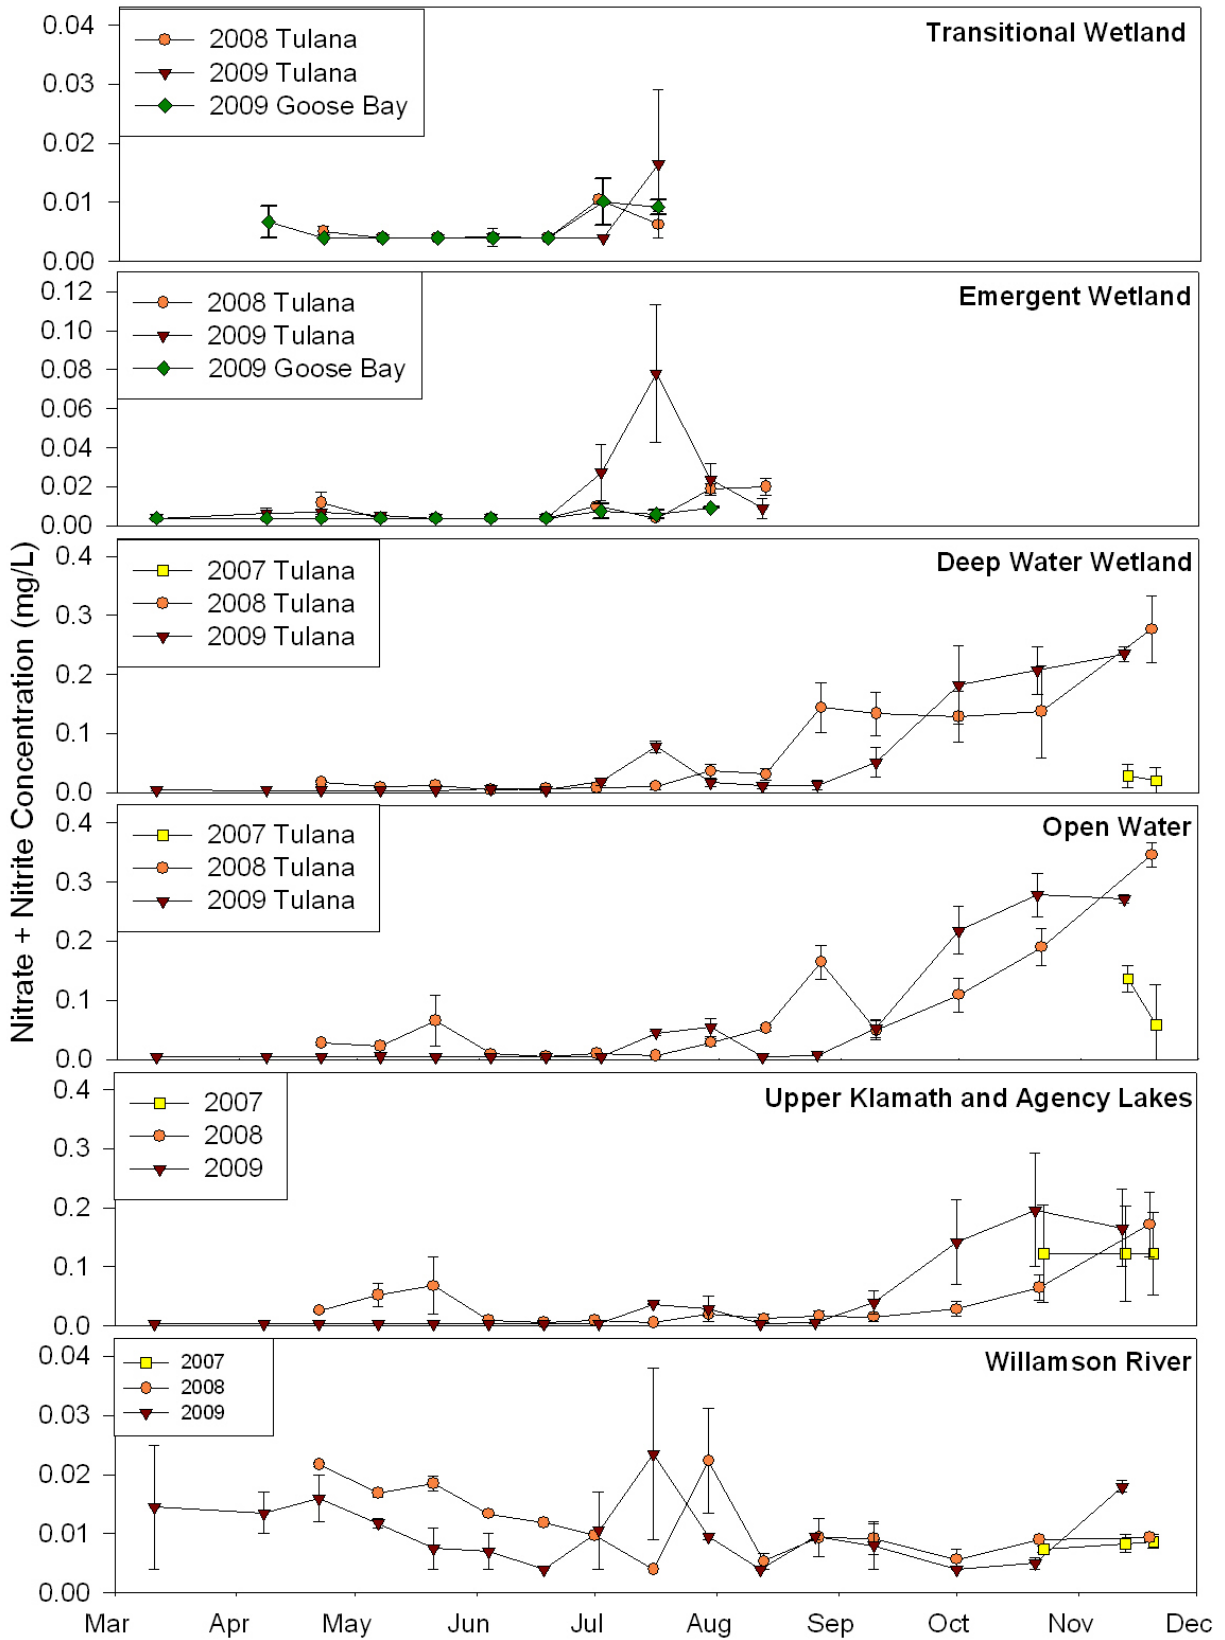 Nitrate + Nitrite Concentration (mg/L)
Transitional Wetland
2008 Tulana
2009 Tulana
2009 Goose Bay
0.04
0.03
0.02
0.01
0.00
Emergent Wetland
2008 Tulana
2009 Tulana
2009 Goose Bay
0.12
0.10
0.08
0.06
0.04
0.02
0.00
Deep Water Wetland
2007 Tulana
2008 Tulana
2009 Tulana
0.4
0.3
0.2
0.1
0.0
Open Water
2007 Tulana
2008 Tulana
2009 Tulana
0.4
0.3
0.2
0.1
0.0
Upper Klamath and Agency Lakes
2007
2008
2009
0.4
0.3
0.2
0.1
0.0
Willamson River
2007
2008
2009
0.04
0.03
0.02
0.01
0.00
Mar Apr May Jun Jul Aug Sep Oct Nov Dec